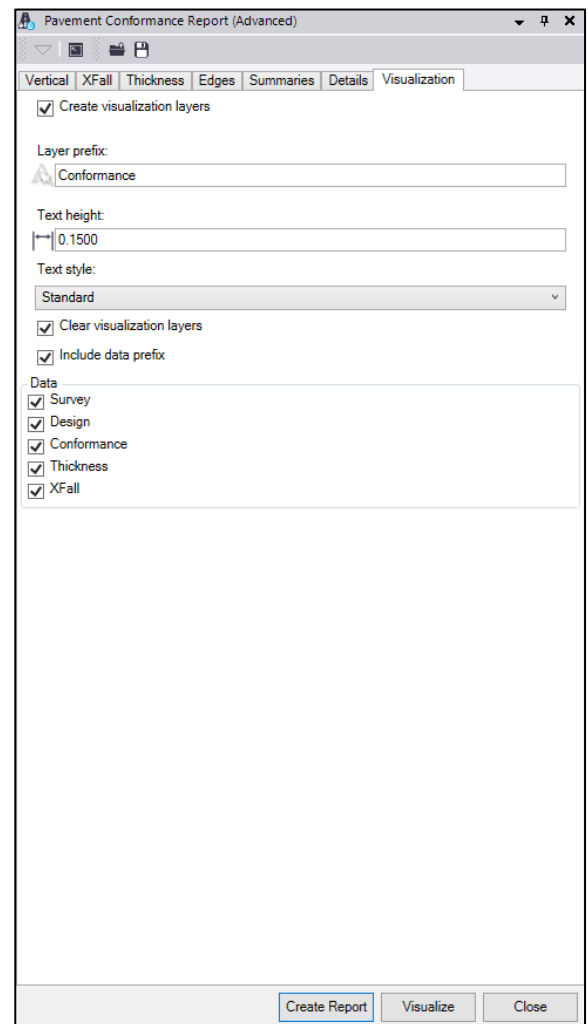 Pavement Conformance Report (Advanced)
Vertical XFall Thickness Edges Summaries Details Visualization
Create visualization layers
Layer prefix:
Conformance
Text height:
0.1500
Text style:
Standard
Clear visualization layers
Include data prefix
Data
Survey
Design
Conformance
Thickness
XFall
Create Report Visualize Close